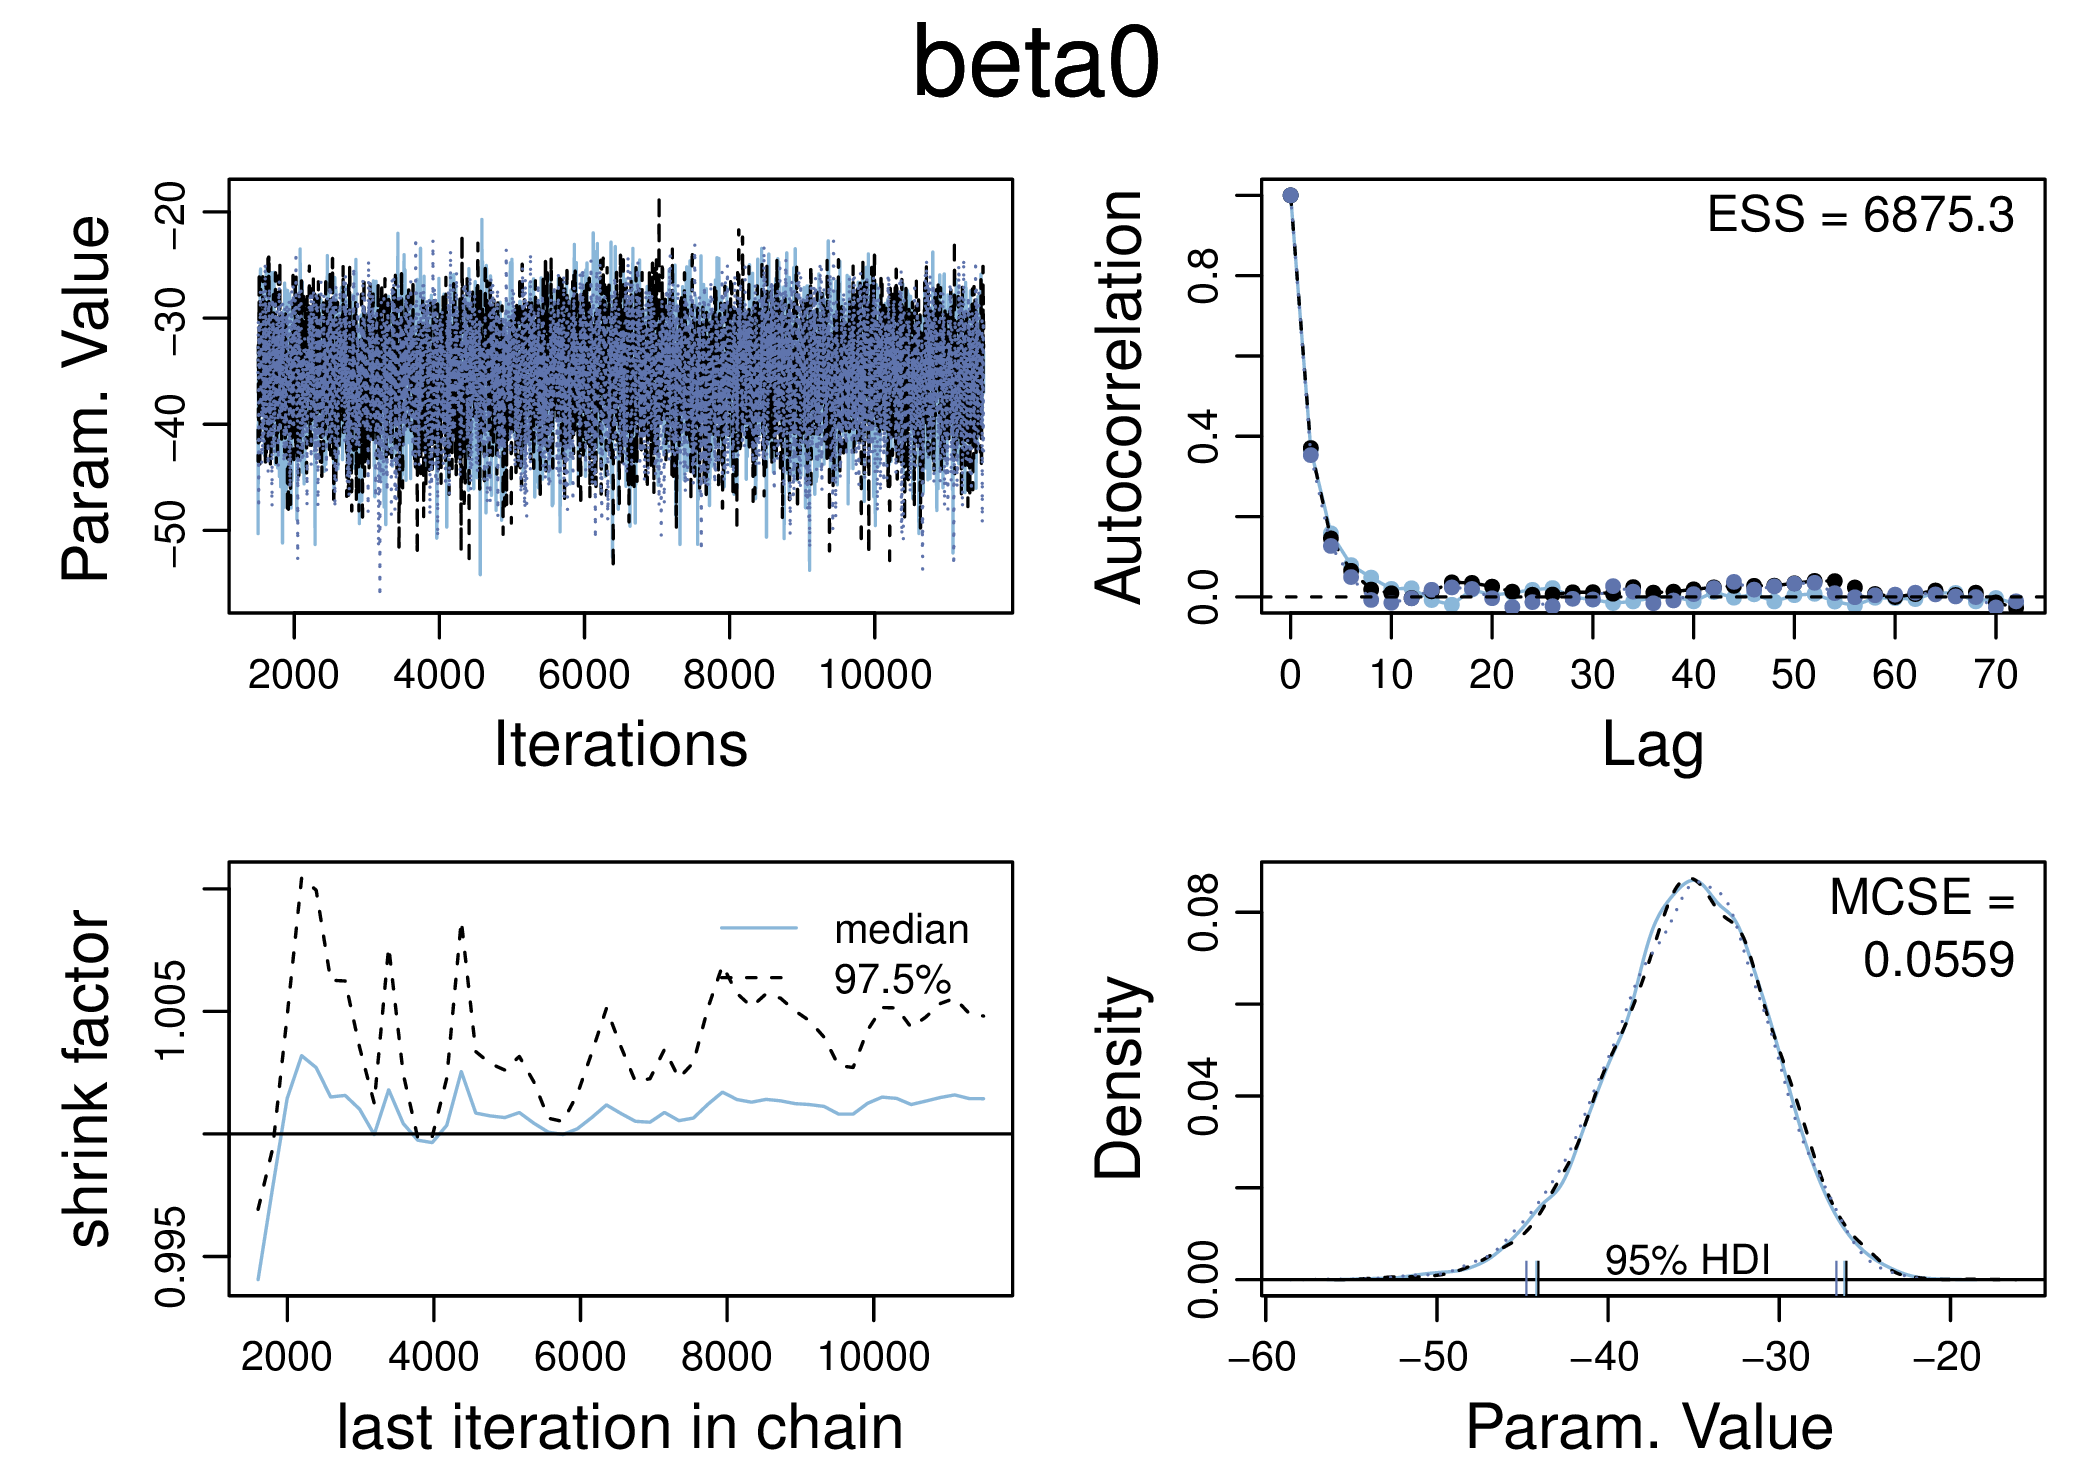 beta0
Param. Value
−20
−30
−40
−50
2000 4000 6000 8000 10000
Iterations
Autocorrelation
0.8
0.4
0.0
ESS = 6875.3
0 10 20 30 40 50 60 70
Lag
shrink factor
1.005
0.995
median
97.5%
2000 4000 6000 8000 10000
last iteration in chain
Density
0.08
0.04
0.00
MCSE =
0.0559
95% HDI
−60 −50 −40 −30 −20
Param. Value